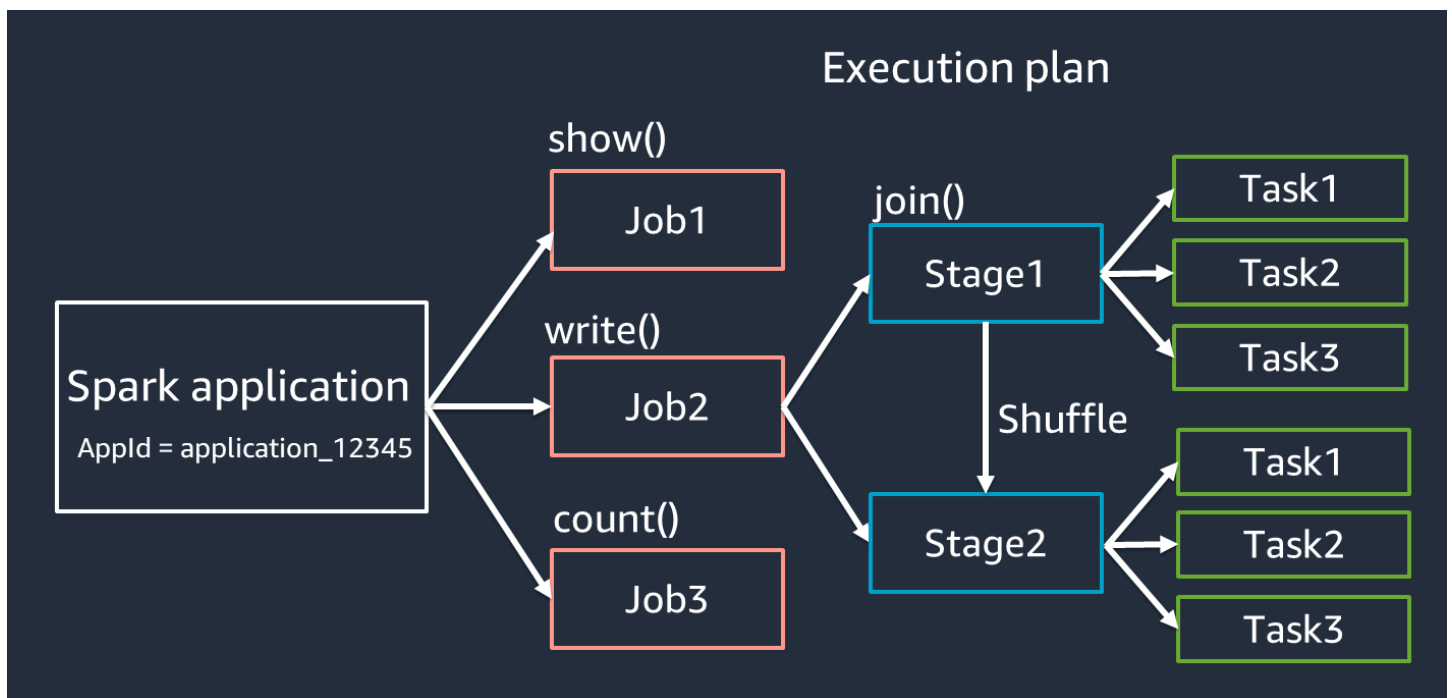 Execution plan
show()
Job1
write()
Job2
count()
Job3
Spark application
AppId = application_12345
join()
Stage1
Shuffle
Stage2
Task1
Task2
Task3
Task1
Task2
Task3